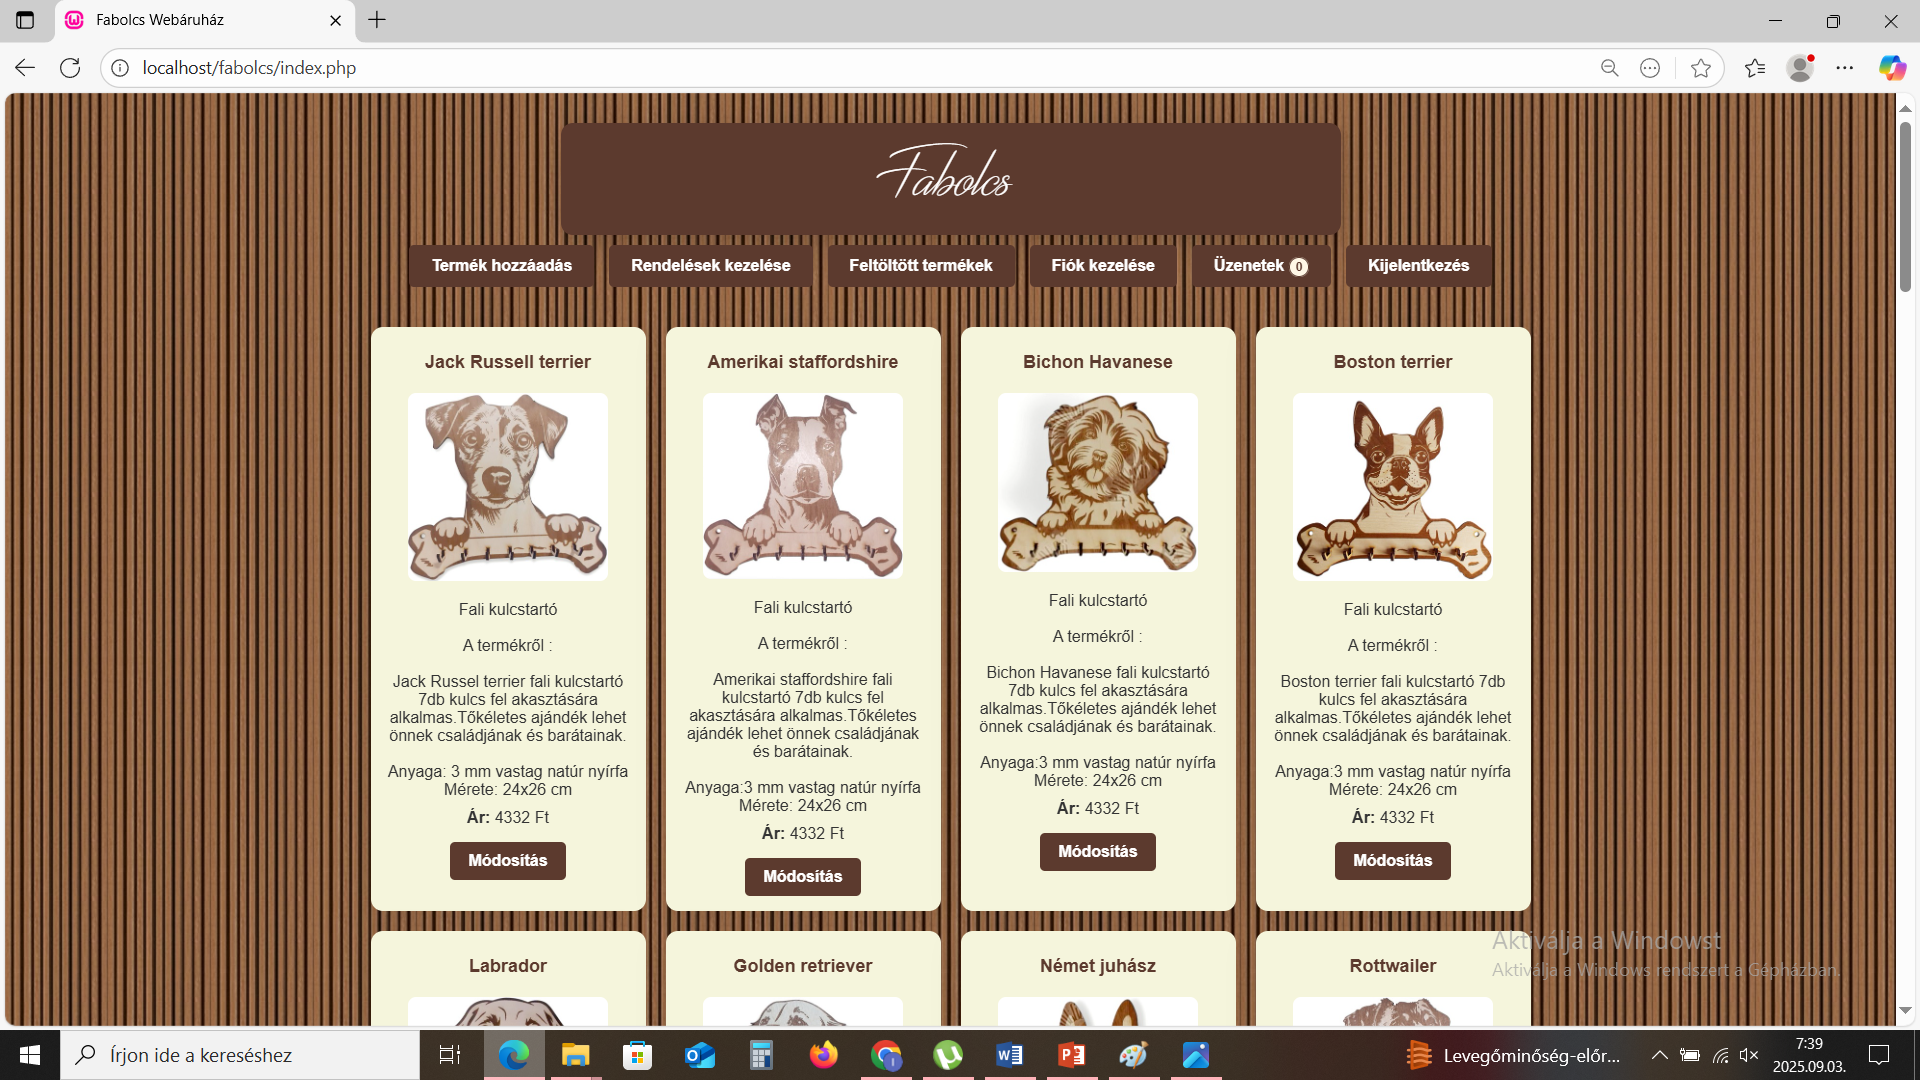 Fabolcs Webáruház
localhost/fabolcs/index.php
Fabolcs
Termék hozzáadás
Rendelések kezelése
Feltöltött termékek
Fiók kezelése
Üzenetek 0
Kijelentkezés
Jack Russell terrier
Fali kulcstartó
A termékről :
Jack Russel terrier fali kulcstartó
7db kulcs fel akasztására
alkalmas.Tőkéletes ajándék lehet
önnek családjának és barátainak.
Anyaga: 3 mm vastag natúr nyírfa
Mérete: 24x26 cm
Ár: 4332 Ft
Módosítás
Amerikai staffordshire
Fali kulcstartó
A termékről :
Amerikai staffordshire fali
kulcstartó 7db kulcs fel
akasztására alkalmas.Tőkéletes
ajándék lehet önnek családjának
és barátainak.
Anyaga:3 mm vastag natúr nyírfa
Mérete: 24x26 cm
Ár: 4332 Ft
Módosítás
Bichon Havanese
Fali kulcstartó
A termékről :
Bichon Havanese fali kulcstartó
7db kulcs fel akasztására
alkalmas.Tőkéletes ajándék lehet
önnek családjának és barátainak.
Anyaga:3 mm vastag natúr nyírfa
Mérete: 24x26 cm
Ár: 4332 Ft
Módosítás
Boston terrier
Fali kulcstartó
A termékről :
Boston terrier fali kulcstartó 7db
kulcs fel akasztására
alkalmas.Tőkéletes ajándék lehet
önnek családjának és barátainak.
Anyaga:3 mm vastag natúr nyírfa
Mérete: 24x26 cm
Ár: 4332 Ft
Módosítás
Labrador
Golden retriever
Német juhász
Rottwailer
Aktiválja a Windowst
Aktiválja a Windows rendszert a Gépházban.
Írjon ide a kereséshez
Levegőminőség-előr...
7:39
2025.09.03.